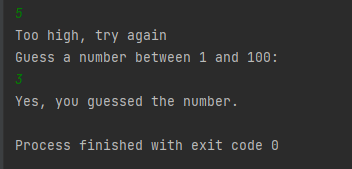 5
Too high, try again
Guess a number between 1 and 100:
3
Yes, you guessed the number.
Process finished with exit code 0